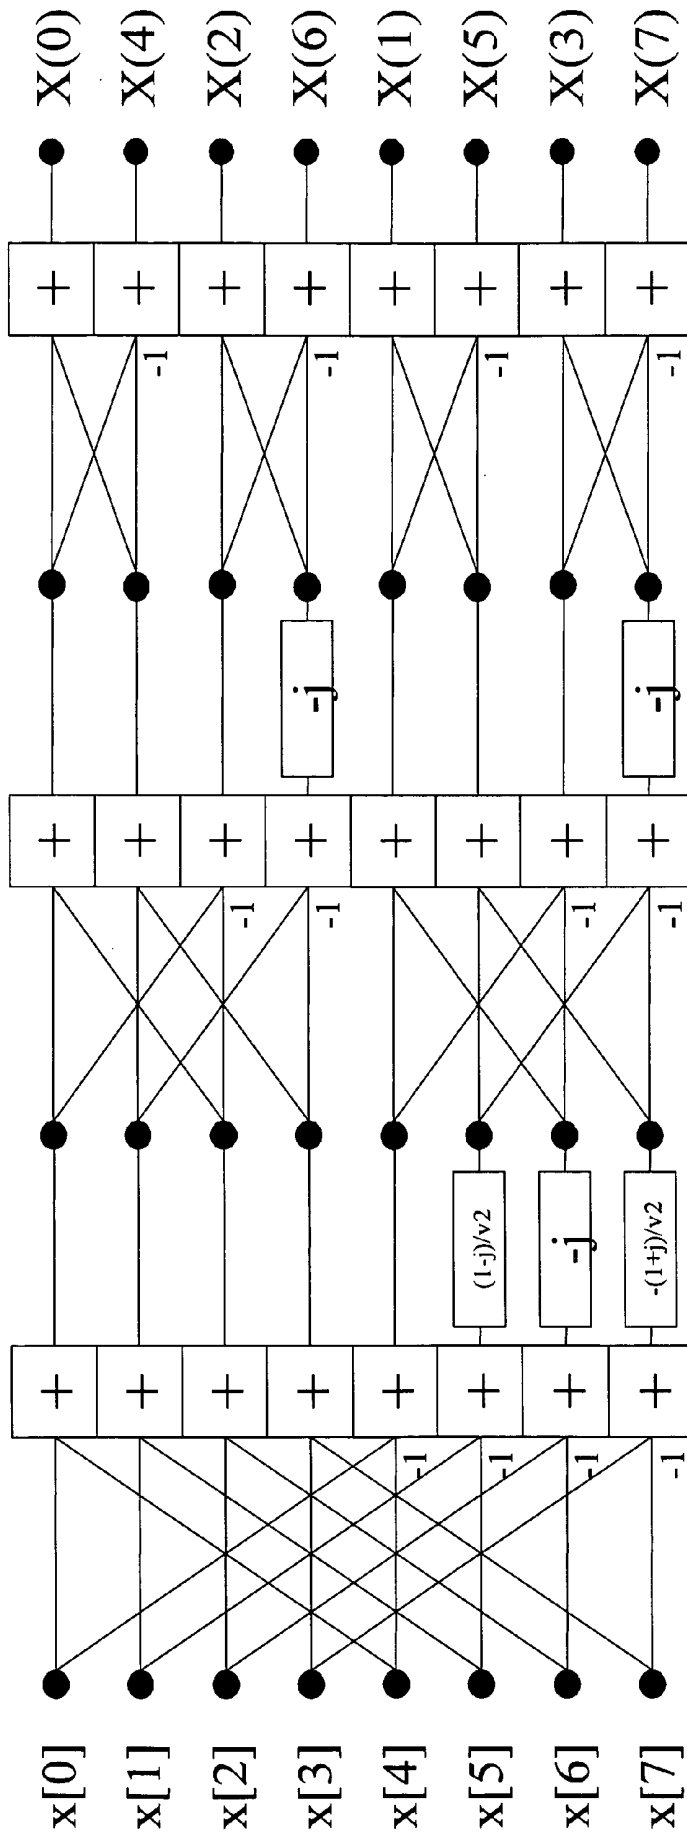 X(0) X(4) X(2) X(6) X(1) X(5) X(3) X(7)
+ + + + + + + +
-1 -1 -1 -1
-j -j
+ + + + + + + +
-1 -1 -1 -1
(1-j)/v2 -j -(1+j)/v2
+ + + + + + + +
-1 -1 -1 -1
x[0] x[1] x[2] x[3] x[4] x[5] x[6] x[7]